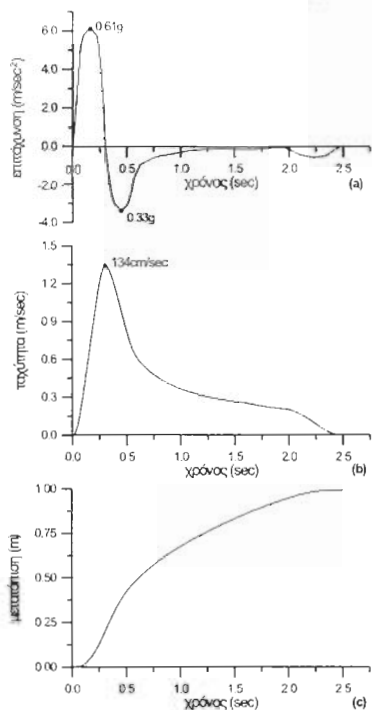 6.0
4.0
2.0
0.0
-2.0
-4.0
επιτάχυνση (m/sec²)
0.61g
0.33g
0.0 0.5 1.0 1.5 2.0 2.5
χρόνος (sec)
(a)
1.5
1.2
0.9
0.6
0.3
0.0
ταχύτητα (m/sec)
134cm/sec
0.0 0.5 1.0 1.5 2.0 2.5
χρόνος (sec)
(b)
1.00
0.75
0.50
0.25
0.00
μετατόπιση (m)
0.0 0.5 1.0 1.5 2.0 2.5
χρόνος (sec)
(c)